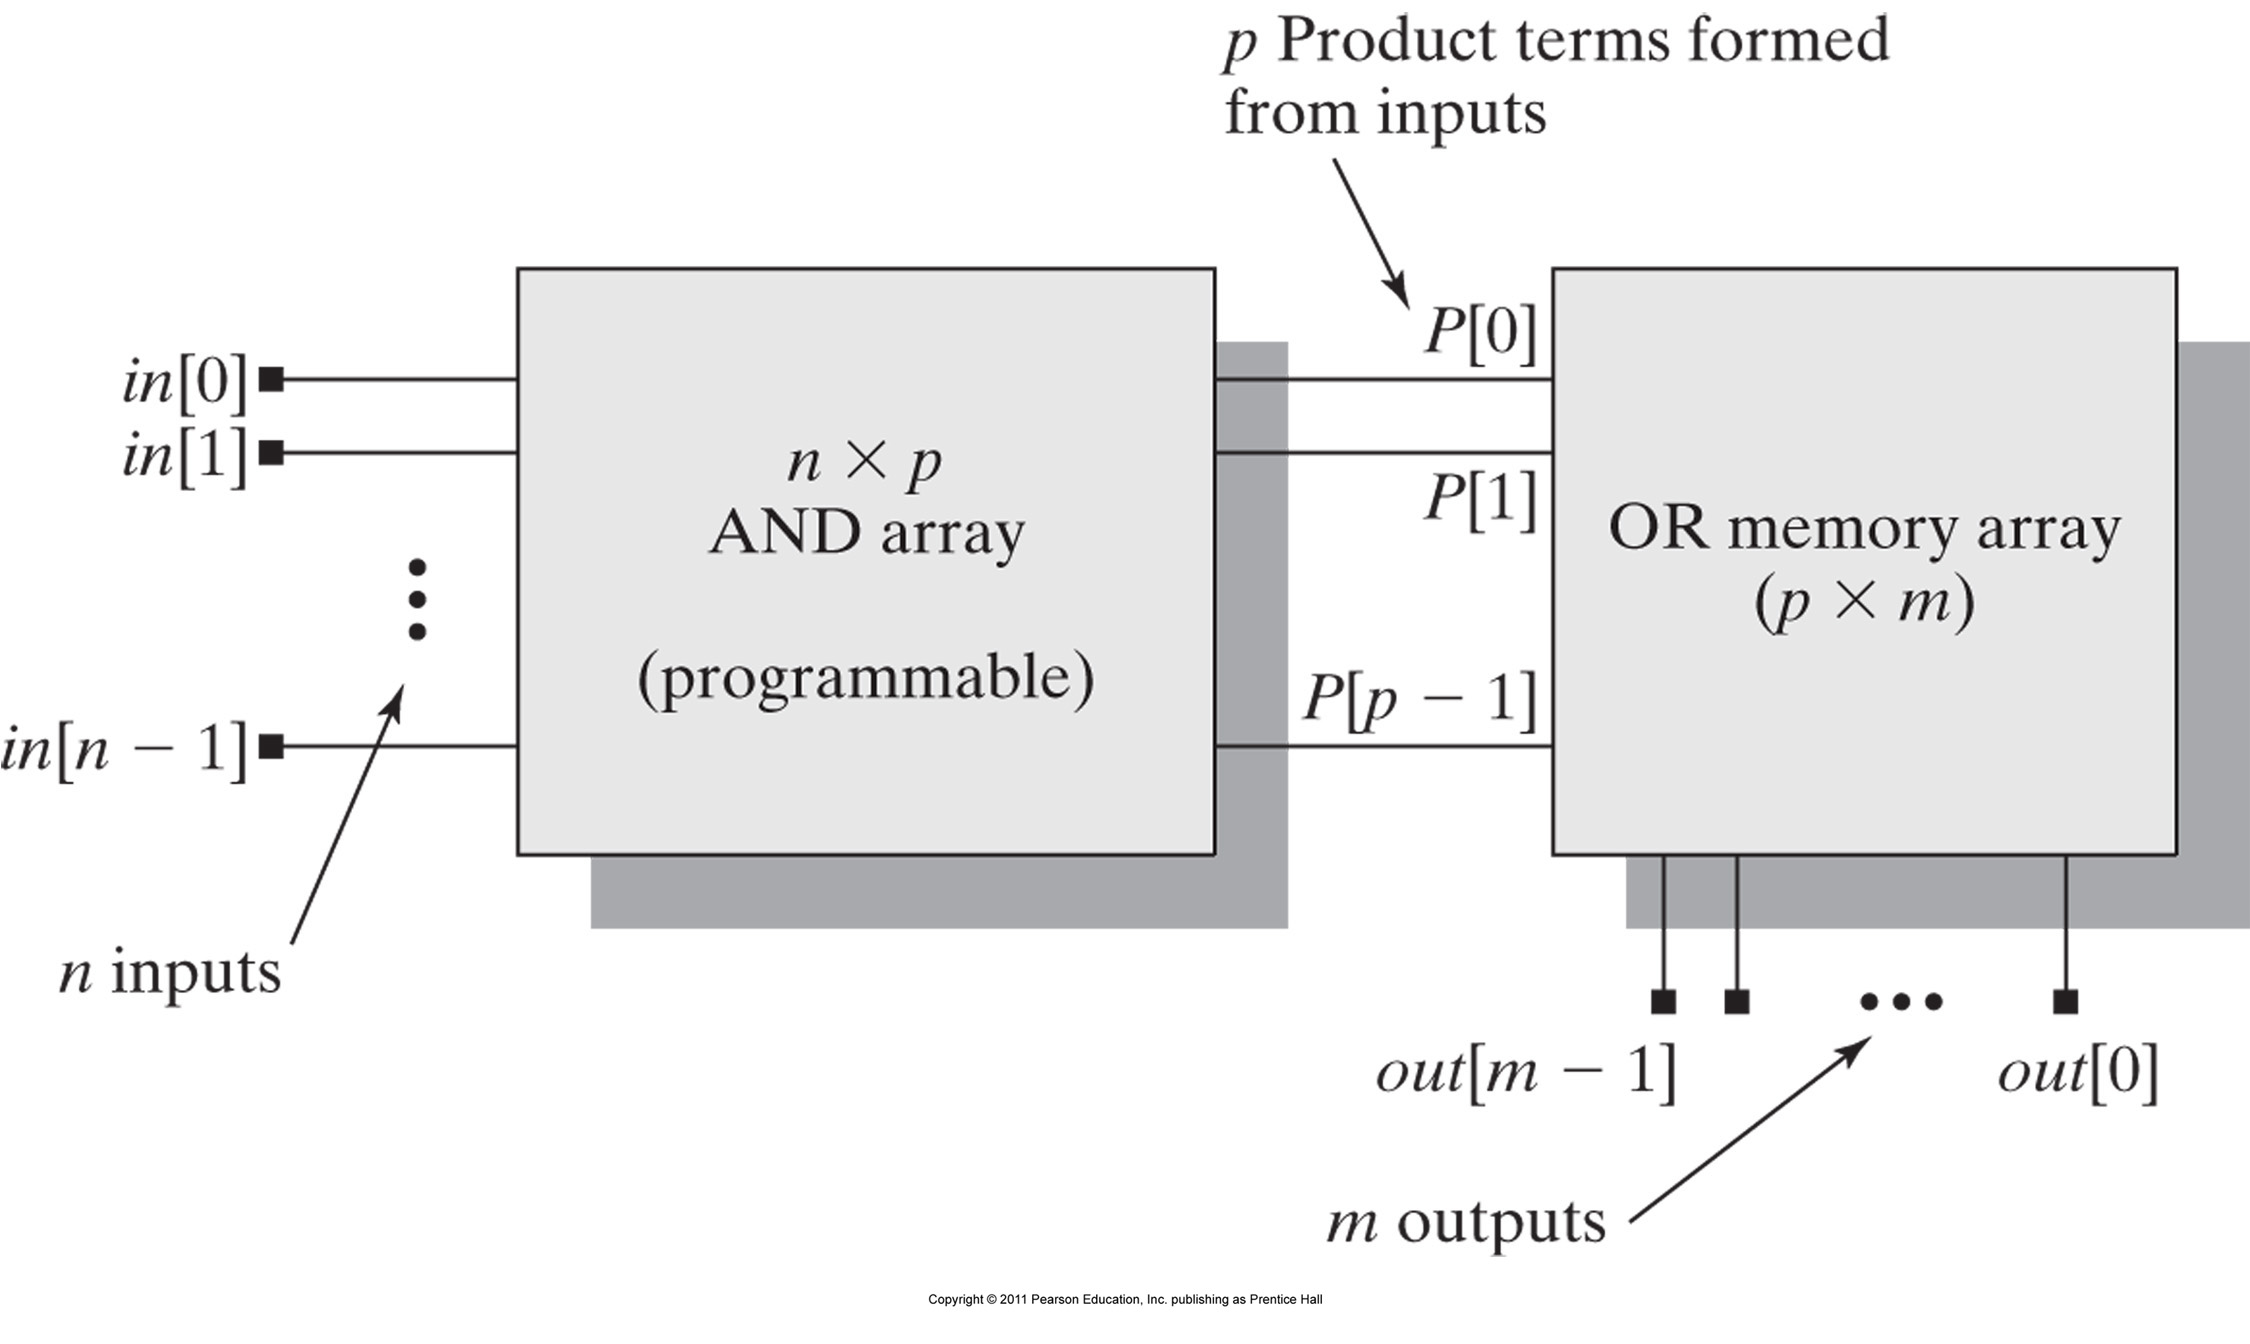 p Product terms formed
from inputs
P[0]
in[0]
in[1]
n × p
AND array
(programmable)
P[1]
OR memory array
(p × m)
P[p − 1]
in[n − 1]
n inputs
out[m − 1]
out[0]
m outputs
Copyright © 2011 Pearson Education, Inc. publishing as Prentice Hall